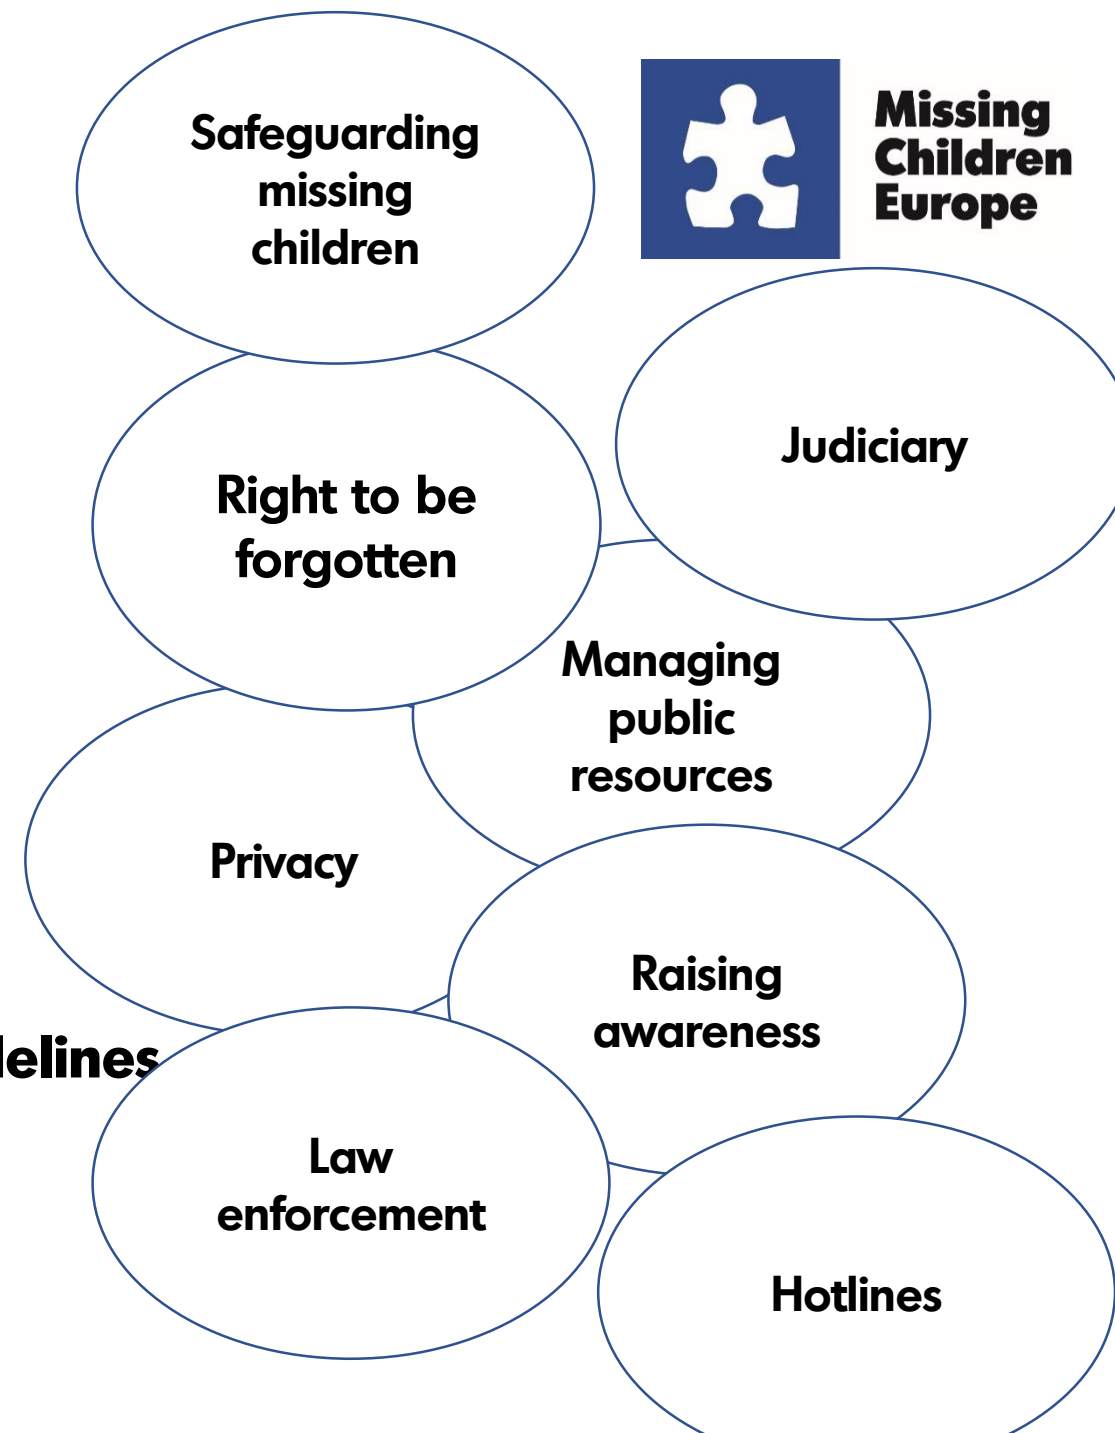 Safeguarding
missing
children
Missing
Children
Europe
Judiciary
Right to be
forgotten
Managing
public
resources
Privacy
Raising
awareness
delines
Law
enforcement
Hotlines